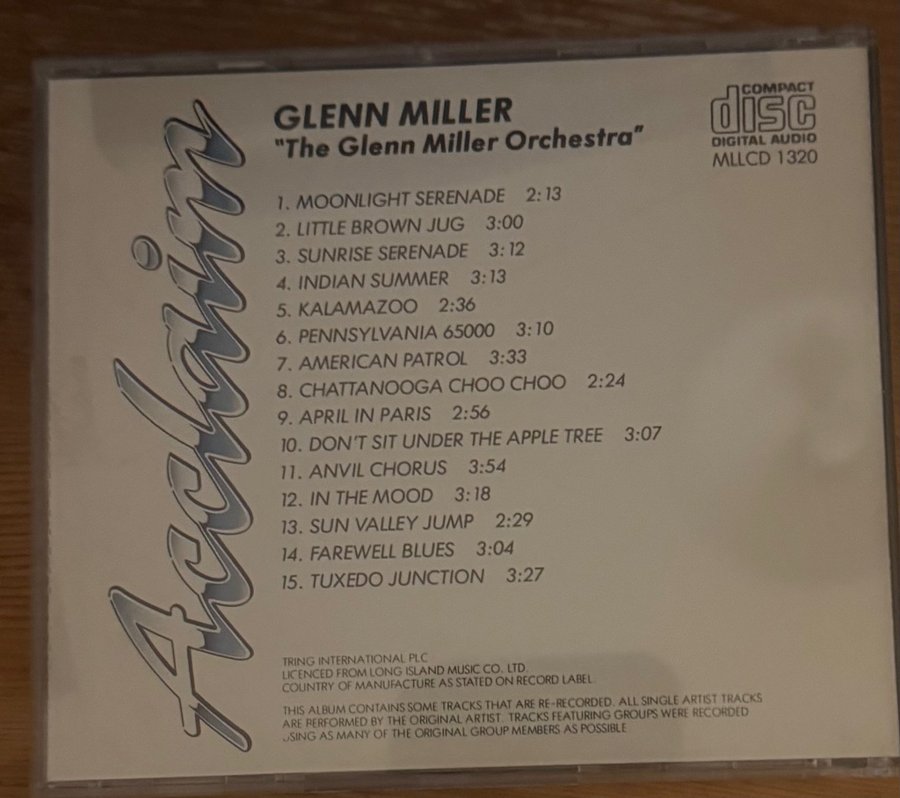 Acclaim
GLENN MILLER
"The Glenn Miller Orchestra"
COMPACT
disc
DIGITAL AUDIO
MLLCD 1320
1. MOONLIGHT SERENADE 2:13
2. LITTLE BROWN JUG 3:00
3. SUNRISE SERENADE 3:12
4. INDIAN SUMMER 3:13
5. KALAMAZOO 2:36
6. PENNSYLVANIA 65000 3:10
7. AMERICAN PATROL 3:33
8. CHATTANOOGA CHOO CHOO 2:24
9. APRIL IN PARIS 2:56
10. DON'T SIT UNDER THE APPLE TREE 3:07
11. ANVIL CHORUS 3:54
12. IN THE MOOD 3:18
13. SUN VALLEY JUMP 2:29
14. FAREWELL BLUES 3:04
15. TUXEDO JUNCTION 3:27
TRING INTERNATIONAL PLC
LICENCED FROM LONG ISLAND MUSIC CO. LTD.
COUNTRY OF MANUFACTURE AS STATED ON RECORD LABEL.
THIS ALBUM CONTAINS SOME TRACKS THAT ARE RE-RECORDED. ALL SINGLE ARTIST TRACKS
ARE PERFORMED BY THE ORIGINAL ARTIST. TRACKS FEATURING GROUPS WERE RECORDED
USING AS MANY OF THE ORIGINAL GROUP MEMBERS AS POSSIBLE